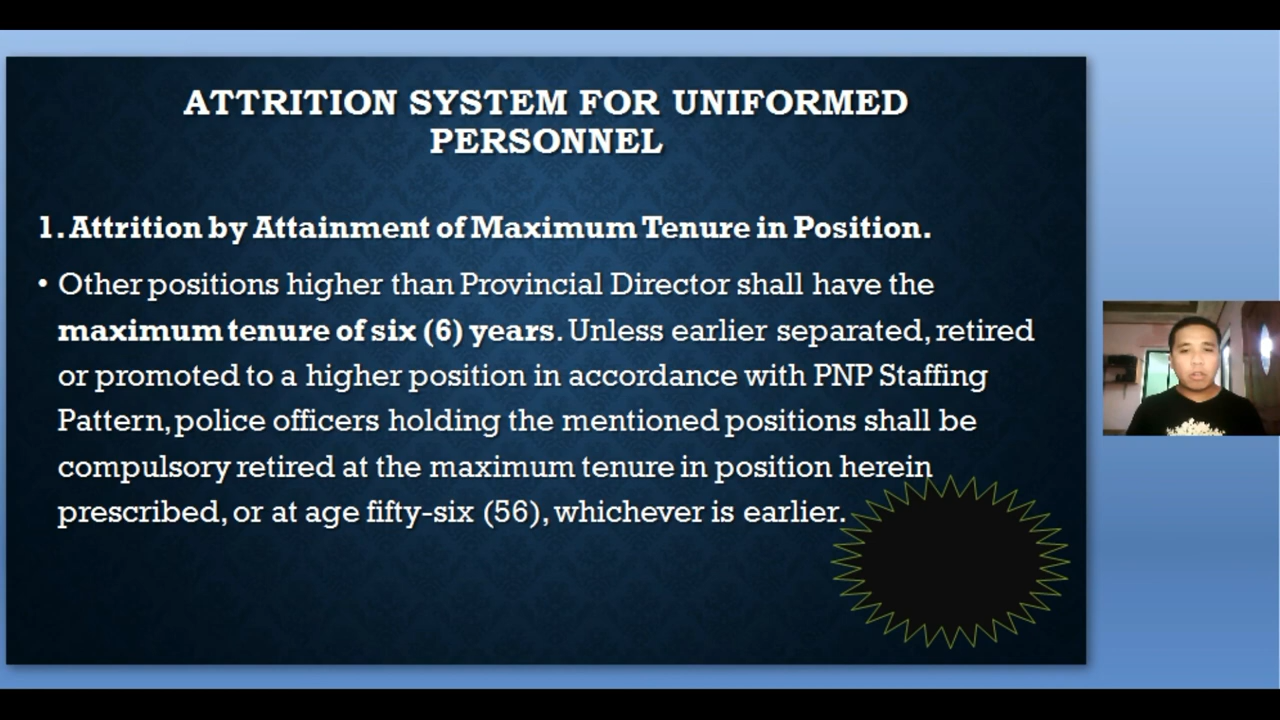 ATTRITION SYSTEM FOR UNIFORMED
PERSONNEL
1. Attrition by Attainment of Maximum Tenure in Position.
• Other positions higher than Provincial Director shall have the
maximum tenure of six (6) years. Unless earlier separated, retired
or promoted to a higher position in accordance with PNP Staffing
Pattern, police officers holding the mentioned positions shall be
compulsory retired at the maximum tenure in position herein
prescribed, or at age fifty-six (56), whichever is earlier.